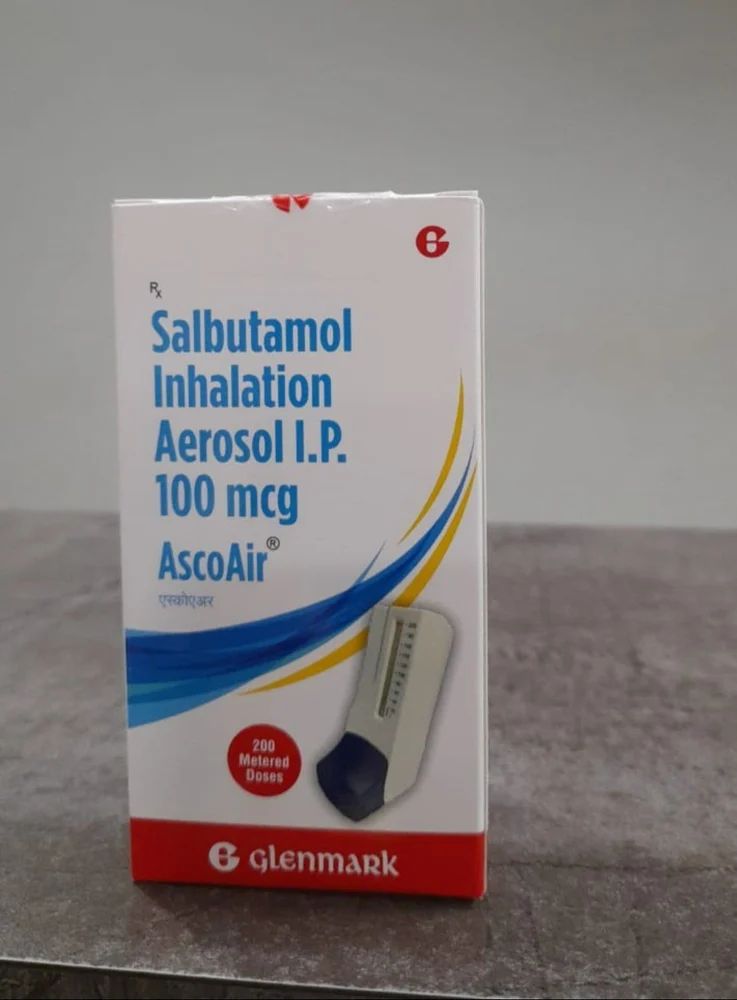 Rx
Salbutamol
Inhalation
Aerosol I.P.
100 mcg
AscoAir®
एस्कोएअर
200
Metered
Doses
Glenmark